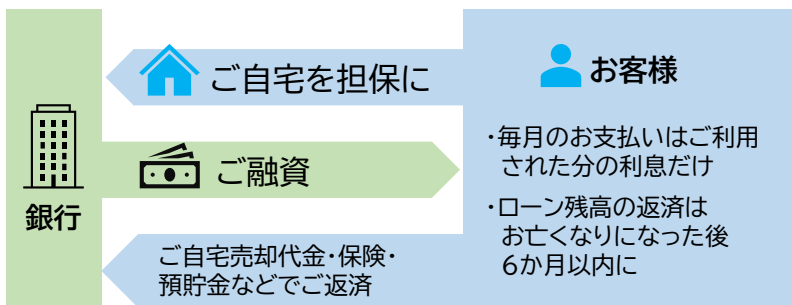 銀行
ご自宅を担保に
ご融資
ご自宅売却代金・保険・
預貯金などでご返済
お客様
・毎月のお支払いはご利用
された分の利息だけ
・ローン残高の返済は
お亡くなりになった後
6か月以内に